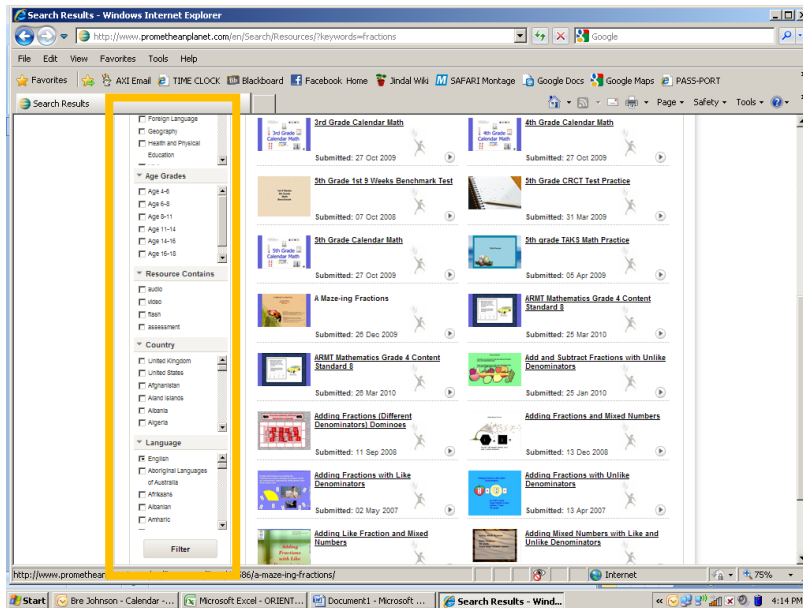 Search Results - Windows Internet Explorer
http://www.prometheanplanet.com/en/Search/Resources/?keywords=fractions
Google
File Edit View Favorites Tools Help
Favorites AXI Email TIME CLOCK Blackboard Facebook Home Jindal Wiki SAFARI Montage Google Docs Google Maps PASS-PORT
Search Results
Page Safety Tools
Foreign Language
Geography
Health and Physical
Education
Age Grades
Age 4-6
Age 6-8
Age 8-11
Age 11-14
Age 14-16
Age 16-18
Resource Contains
audio
video
flash
assessment
Country
United Kingdom
United States
Afghanistan
Aland Islands
Albania
Algeria
Language
English
Aboriginal Languages
of Australia
Afrikaans
Albanian
Amharic
Filter
3rd Grade Calendar Math
Submitted: 27 Oct 2009
4th Grade Calendar Math
Submitted: 27 Oct 2009
5th Grade 1st 9 Weeks Benchmark Test
Submitted: 07 Oct 2008
5th Grade CRCT Test Practice
Submitted: 31 Mar 2009
5th Grade Calendar Math
Submitted: 27 Oct 2009
5th grade TAKS Math Practice
Submitted: 05 Apr 2009
A Maze-ing Fractions
Submitted: 26 Dec 2009
ARMT Mathematics Grade 4 Content
Standard 8
Submitted: 25 Mar 2010
ARMT Mathematics Grade 4 Content
Standard 8
Submitted: 26 Mar 2010
Add and Subtract Fractions with Unlike
Denominators
Submitted: 25 Jan 2010
Adding Fractions (Different
Denominators) Dominoes
Submitted: 11 Sep 2008
Adding Fractions and Mixed Numbers
Submitted: 13 Dec 2008
Adding Fractions with Like
Denominators
Submitted: 02 May 2007
Adding Fractions with Unlike
Denominators
Submitted: 13 Apr 2007
Adding Like Fraction and Mixed
Numbers
Adding Mixed Numbers with Like and
Unlike Denominators
http://www.promethean
586/a-maze-ing-fractions/
Internet
75%
Start
Bre Johnson - Calendar -...
Microsoft Excel - ORIENT...
Document1 - Microsoft ...
Search Results - Wind...
4:14 PM